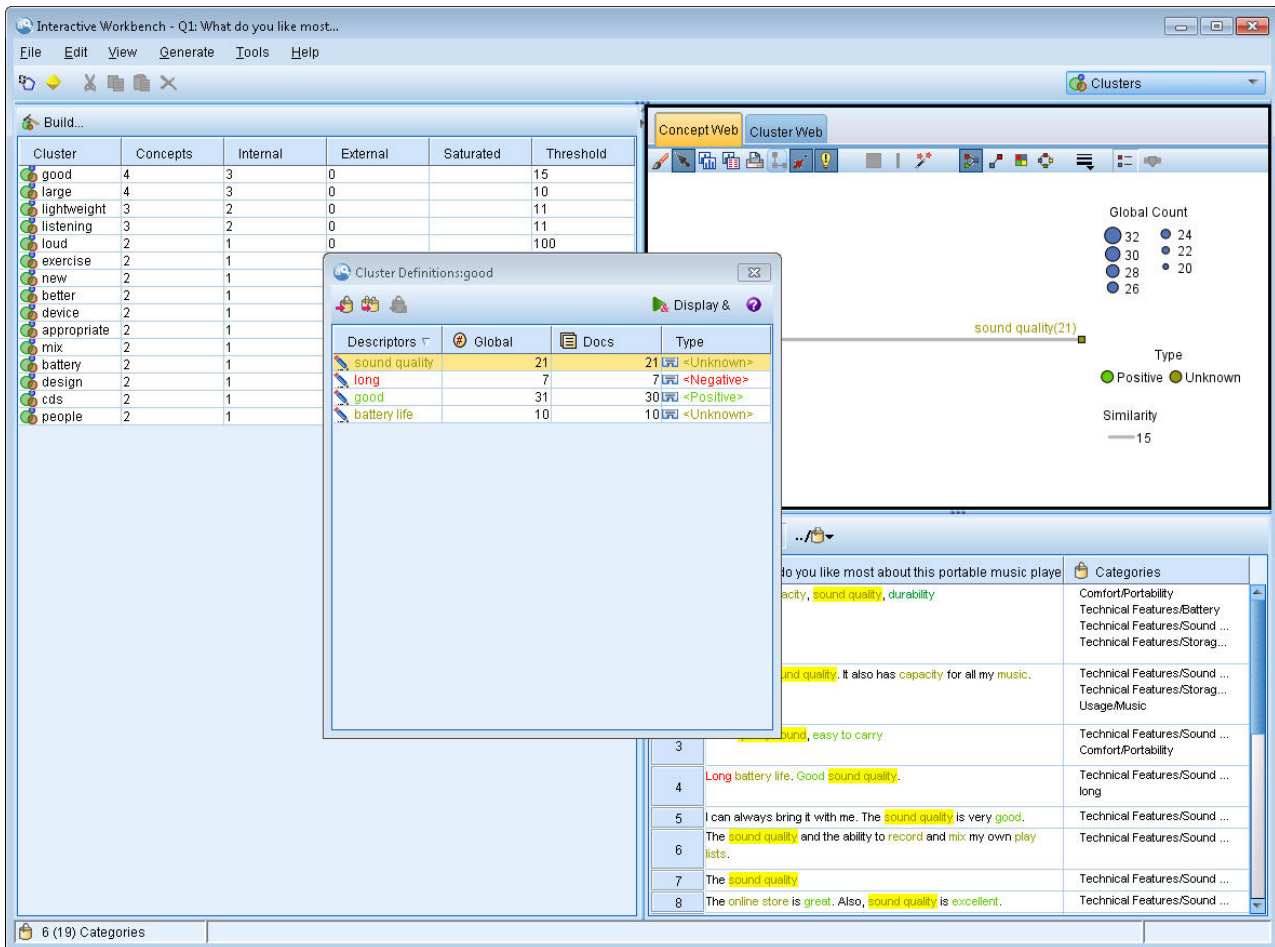 Interactive Workbench - Q1: What do you like most...
File Edit View Generate Tools Help
Clusters
Build...
Cluster Concepts Internal External Saturated Threshold
good 4 3 0 15
large 4 3 0 10
lightweight 3 2 0 11
listening 3 2 0 11
loud 2 1 0 100
exercise 2 1
new 2 1
better 2 1
device 2 1
appropriate 2 1
mix 2 1
battery 2 1
design 2 1
cds 2 1
people 2 1
Cluster Definitions::good
Display &
Descriptors Global Docs Type
sound quality 21 21 <Unknown>
long 7 7 <Negative>
good 31 30 <Positive>
battery life 10 10 <Unknown>
Concept Web Cluster Web
Global Count
32 24
30 22
28 20
26
sound quality(21)
Type
Positive Unknown
Similarity
15
../
do you like most about this portable music playe Categories
acity, sound quality, durability
Comfort/Portability
Technical Features/Battery
Technical Features/Sound ...
Technical Features/Storag...
und quality. It also has capacity for all my music.
Technical Features/Sound ...
Technical Features/Storag...
Usage/Music
3 ound, easy to carry
Technical Features/Sound ...
Comfort/Portability
4 Long battery life. Good sound quality.
Technical Features/Sound ...
long
5 I can always bring it with me. The sound quality is very good. Technical Features/Sound ...
6 The sound quality and the ability to record and mix my own play
lists.
Technical Features/Sound ...
7 The sound quality Technical Features/Sound ...
8 The online store is great. Also, sound quality is excellent. Technical Features/Sound ...
6 (19) Categories